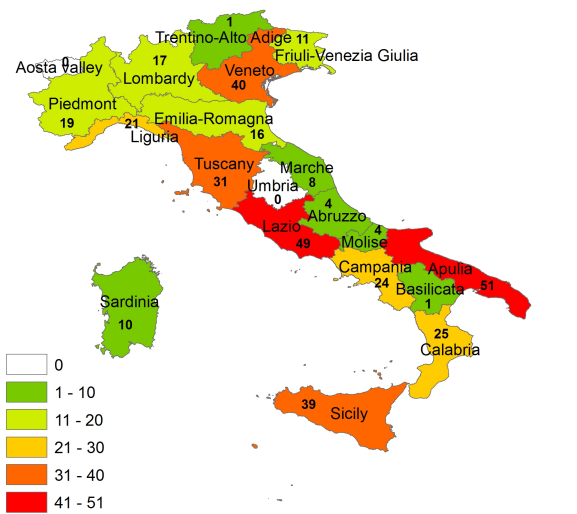 1
Trentino-Alto Adige
11
Friuli-Venezia Giulia
0
Aosta Valley
17
Lombardy
Veneto
40
Piedmont
19
Emilia-Romagna
16
21
Liguria
Tuscany
31
Marche
8
Umbria
0
4
Abruzzo
Lazio
49
4
Molise
Campania
24
Apulia
51
Basilicata
1
Sardinia
10
25
Calabria
39
Sicily
0
1 - 10
11 - 20
21 - 30
31 - 40
41 - 51